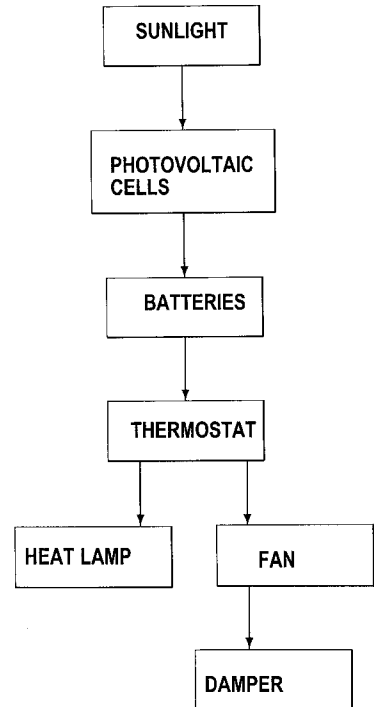 SUNLIGHT
PHOTOVOLTAIC
CELLS
BATTERIES
THERMOSTAT
HEAT LAMP
FAN
DAMPER